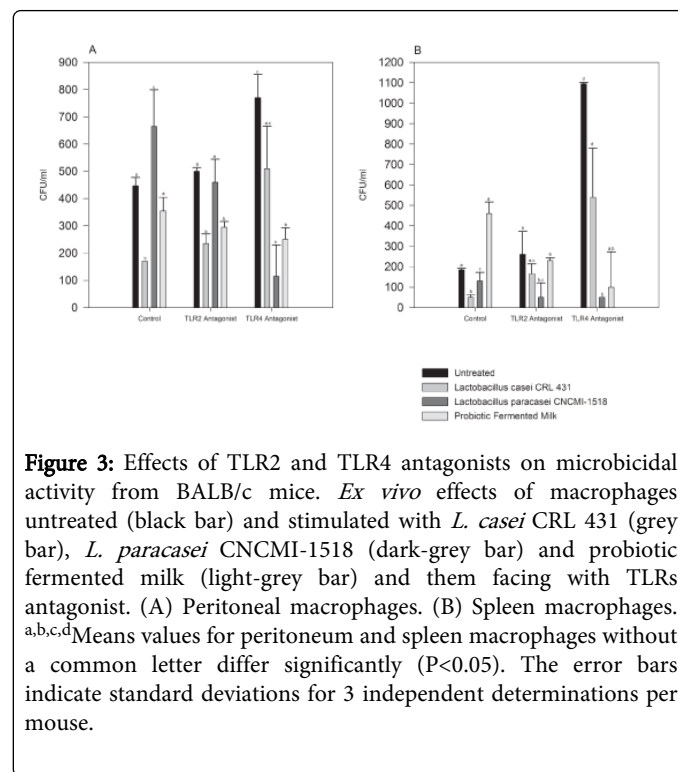 A
B
900
800
700
600
500
400
300
200
100
0
CFU/ml
Control
TLR2 Antagonist
TLR4 Antagonist
1200
1100
1000
900
800
700
600
500
400
300
200
100
0
CFU/ml
Control
TLR2 Antagonist
TLR4 Antagonist
Untreated
Lactobacillus casei CRL 431
Lactobacillus paracasei CNCMI-1518
Probiotic Fermented Milk
Figure 3: Effects of TLR2 and TLR4 antagonists on microbicidal
activity from BALB/c mice. Ex vivo effects of macrophages
untreated (black bar) and stimulated with L. casei CRL 431 (grey
bar), L. paracasei CNCMI-1518 (dark-grey bar) and probiotic
fermented milk (light-grey bar) and them facing with TLRs
antagonist. (A) Peritoneal macrophages. (B) Spleen macrophages.
a,b,c,dMeans values for peritoneum and spleen macrophages without
a common letter differ significantly (P<0.05). The error bars
indicate standard deviations for 3 independent determinations per
mouse.